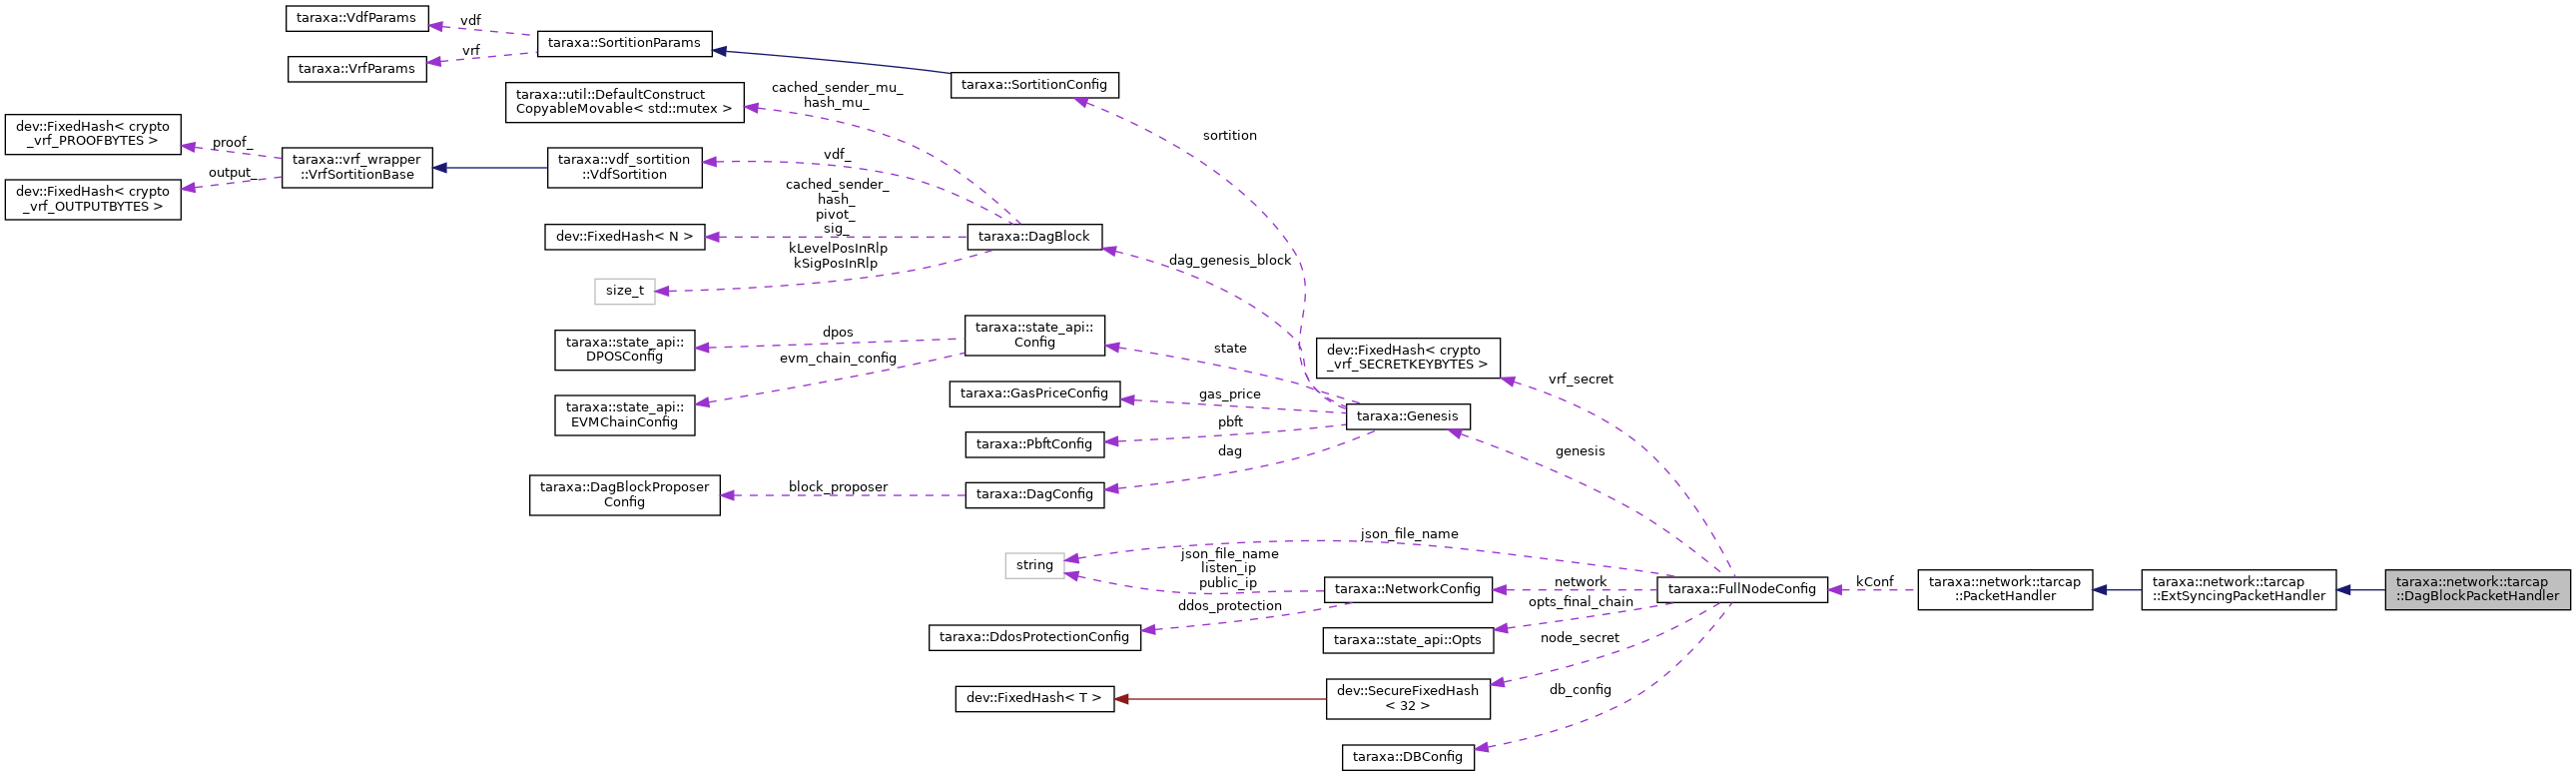 taraxa::VdfParams
vdf
taraxa::SortitionParams
vrf
taraxa::VrfParams
taraxa::SortitionConfig
taraxa::util::DefaultConstruct
CopyableMovable< std::mutex >
cached_sender_mu_
hash_mu_
dev::FixedHash< crypto
_vrf_PROOFBYTES >
proof_
sortition
taraxa::vrf_wrapper
::VrfSortitionBase
taraxa::vdf_sortition
::VdfSortition
vdf_
output_
dev::FixedHash< crypto
_vrf_OUTPUTBYTES >
cached_sender_
hash_
pivot_
sig_
dev::FixedHash< N >
taraxa::DagBlock
kLevelPosInRlp
kSigPosInRlp
dag_genesis_block
size_t
taraxa::state_api::
DPOSConfig
dpos
taraxa::state_api::
Config
state
evm_chain_config
dev::FixedHash< crypto
_vrf_SECRETKEYBYTES >
vrf_secret
taraxa::GasPriceConfig
gas_price
taraxa::state_api::
EVMChainConfig
taraxa::Genesis
pbft
taraxa::PbftConfig
dag
genesis
taraxa::DagBlockProposer
Config
block_proposer
taraxa::DagConfig
json_file_name
string
json_file_name
listen_ip
public_ip
taraxa::NetworkConfig
network
taraxa::FullNodeConfig
kConf
taraxa::network::tarcap
::PacketHandler
taraxa::network::tarcap
::ExtSyncingPacketHandler
taraxa::network::tarcap
::DagBlockPacketHandler
ddos_protection
opts_final_chain
taraxa::DdosProtectionConfig
taraxa::state_api::Opts
node_secret
dev::FixedHash< T >
dev::SecureFixedHash
< 32 >
db_config
taraxa::DBConfig